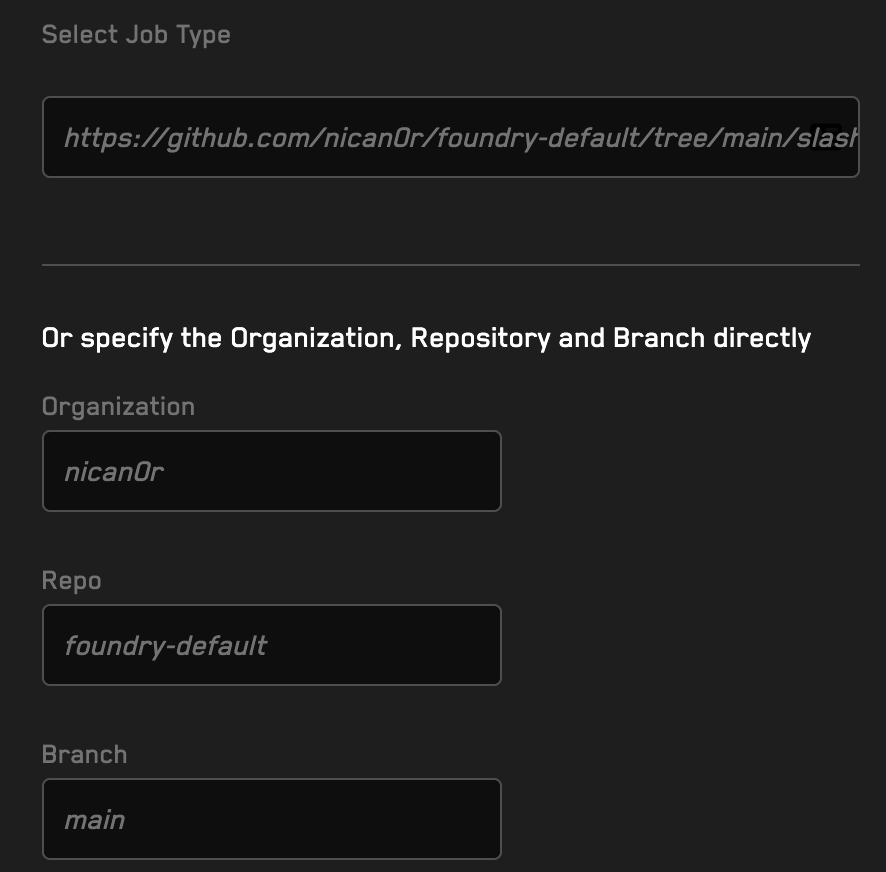 Select Job Type
https://github.com/nican0r/foundry-default/tree/main/slash
Or specify the Organization, Repository and Branch directly
Organization
nican0r
Repo
foundry-default
Branch
main